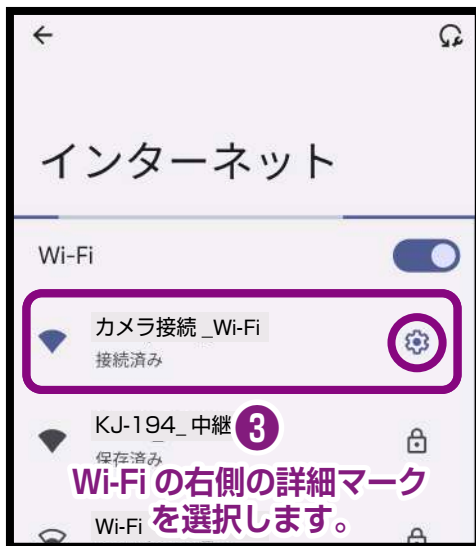 インターネット
Wi-Fi
カメラ接続_Wi-Fi
接続済み
KJ-194_中継
❸
保存済み
Wi-Fi の右側の詳細マーク
Wi-Fi
を選択します。